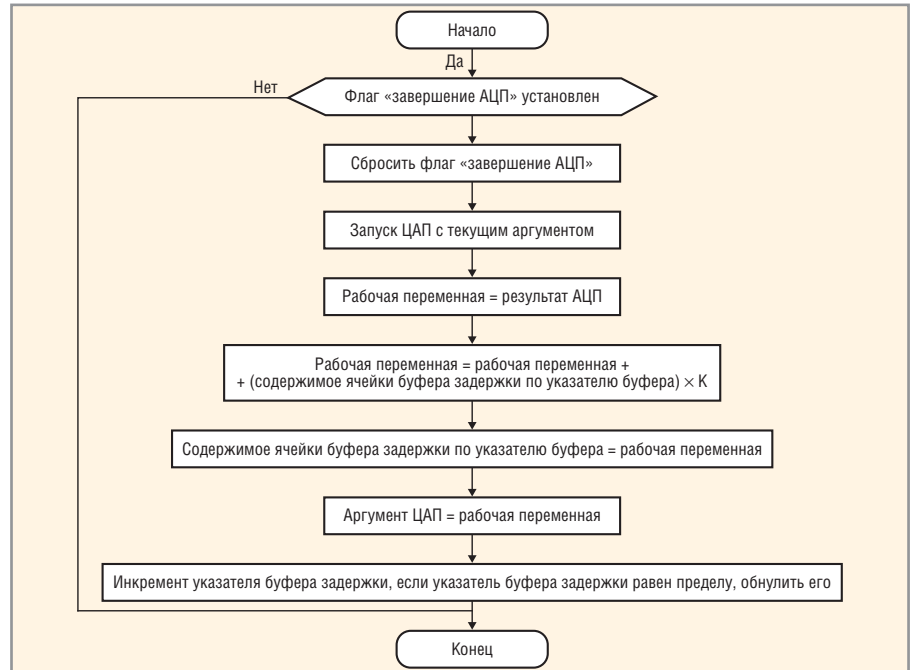 Начало
Да
Нет
Флаг «завершение АЦП» установлен
Сбросить флаг «завершение АЦП»
Запуск ЦАП с текущим аргументом
Рабочая переменная = результат АЦП
Рабочая переменная = рабочая переменная +
+ (содержимое ячейки буфера задержки по указателю буфера) × K
Содержимое ячейки буфера задержки по указателю буфера = рабочая переменная
Аргумент ЦАП = рабочая переменная
Инкремент указателя буфера задержки, если указатель буфера задержки равен пределу, обнулить его
Конец